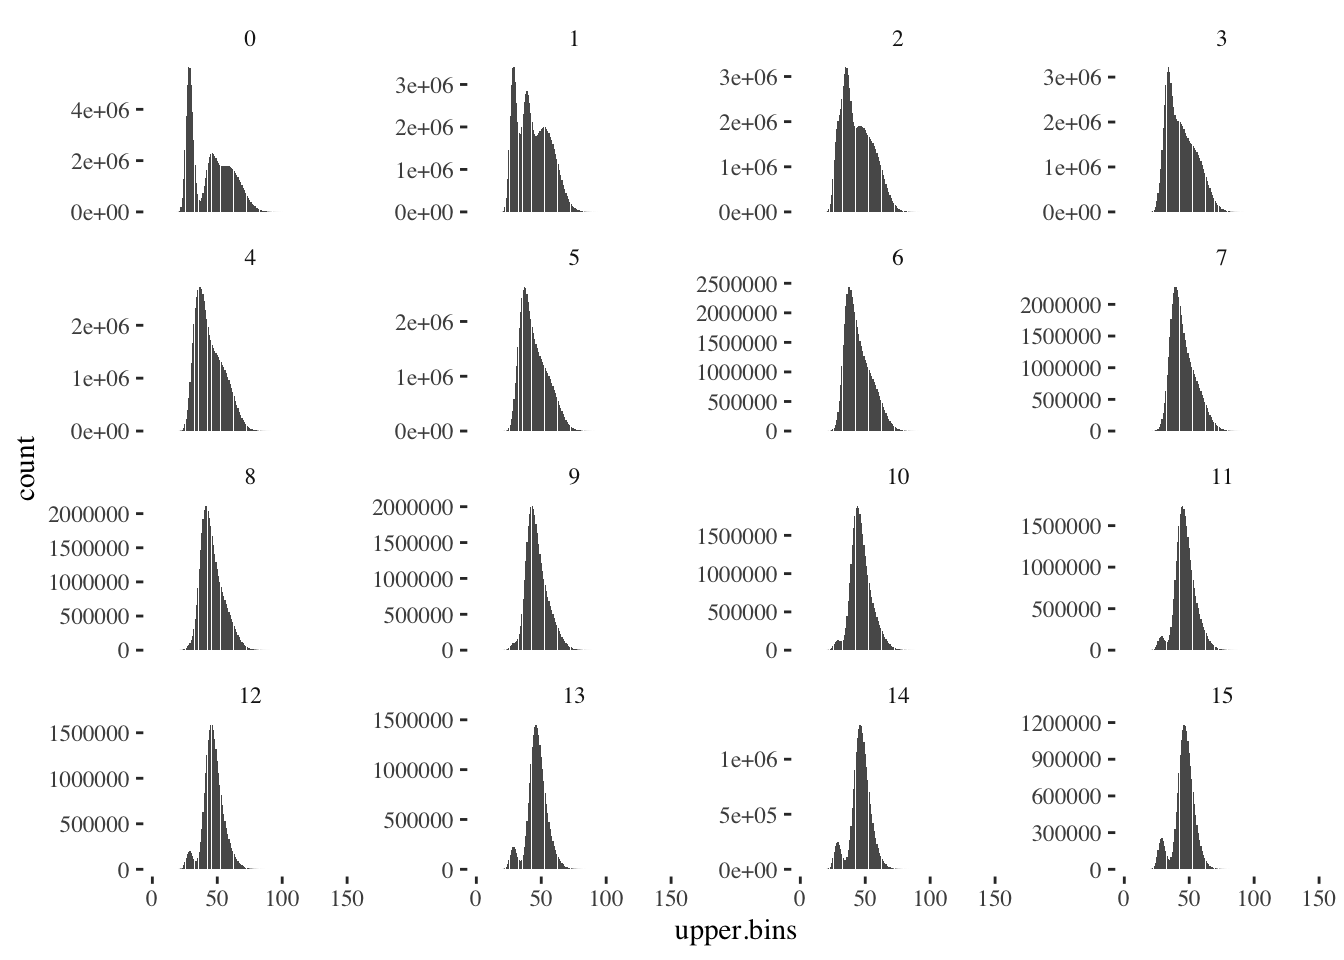 0 1 2 3
4e+06 3e+06 3e+06 3e+06
2e+06 2e+06 2e+06 2e+06
1e+06 1e+06 1e+06
0e+00 0e+00 0e+00 0e+00
4 5 6 7
2500000
2e+06 2e+06 2000000 2000000
1500000 1500000
1e+06 1e+06 1000000 1000000
500000 500000
0e+00 0e+00 0 0
count
8 9 10 11
2000000 2000000
1500000 1500000 1500000 1500000
1000000 1000000 1000000 1000000
500000 500000 500000 500000
0 0 0 0
12 13 14 15
1500000 1500000 1200000
1000000 1000000 1e+06 900000
500000 500000 5e+05 600000
300000
0 0 0e+00 0
0 50 100 150 0 50 100 150 0 50 100 150 0 50 100 150
upper.bins